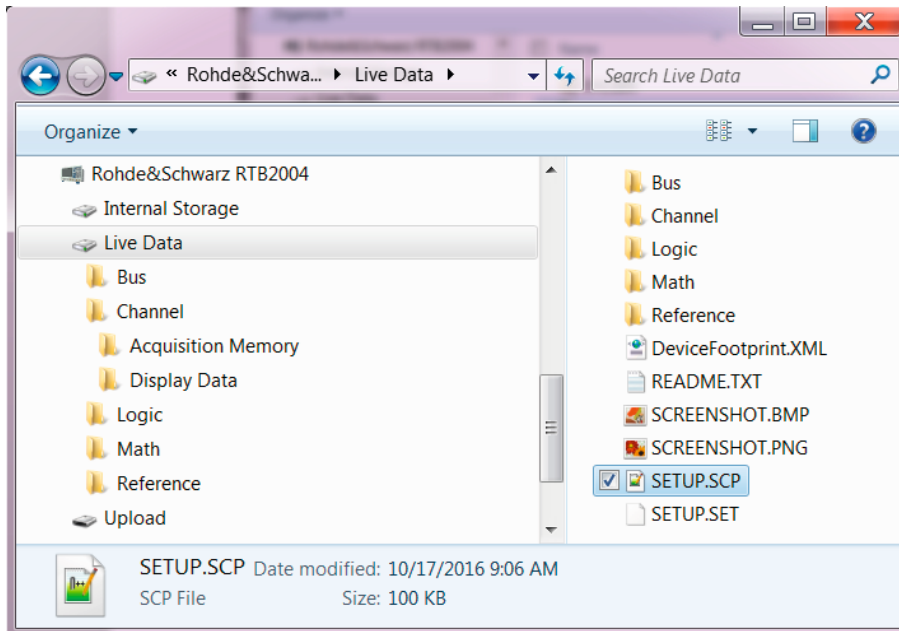 « Rohde&Schwa... Live Data
Search Live Data
Organize
Rohde&Schwarz RTB2004
Internal Storage
Live Data
Bus
Channel
Acquisition Memory
Display Data
Logic
Math
Reference
Upload
Bus
Channel
Logic
Math
Reference
DeviceFootprint.XML
README.TXT
SCREENSHOT.BMP
SCREENSHOT.PNG
SETUP.SCP
SETUP.SET
SETUP.SCP Date modified: 10/17/2016 9:06 AM
SCP File Size: 100 KB